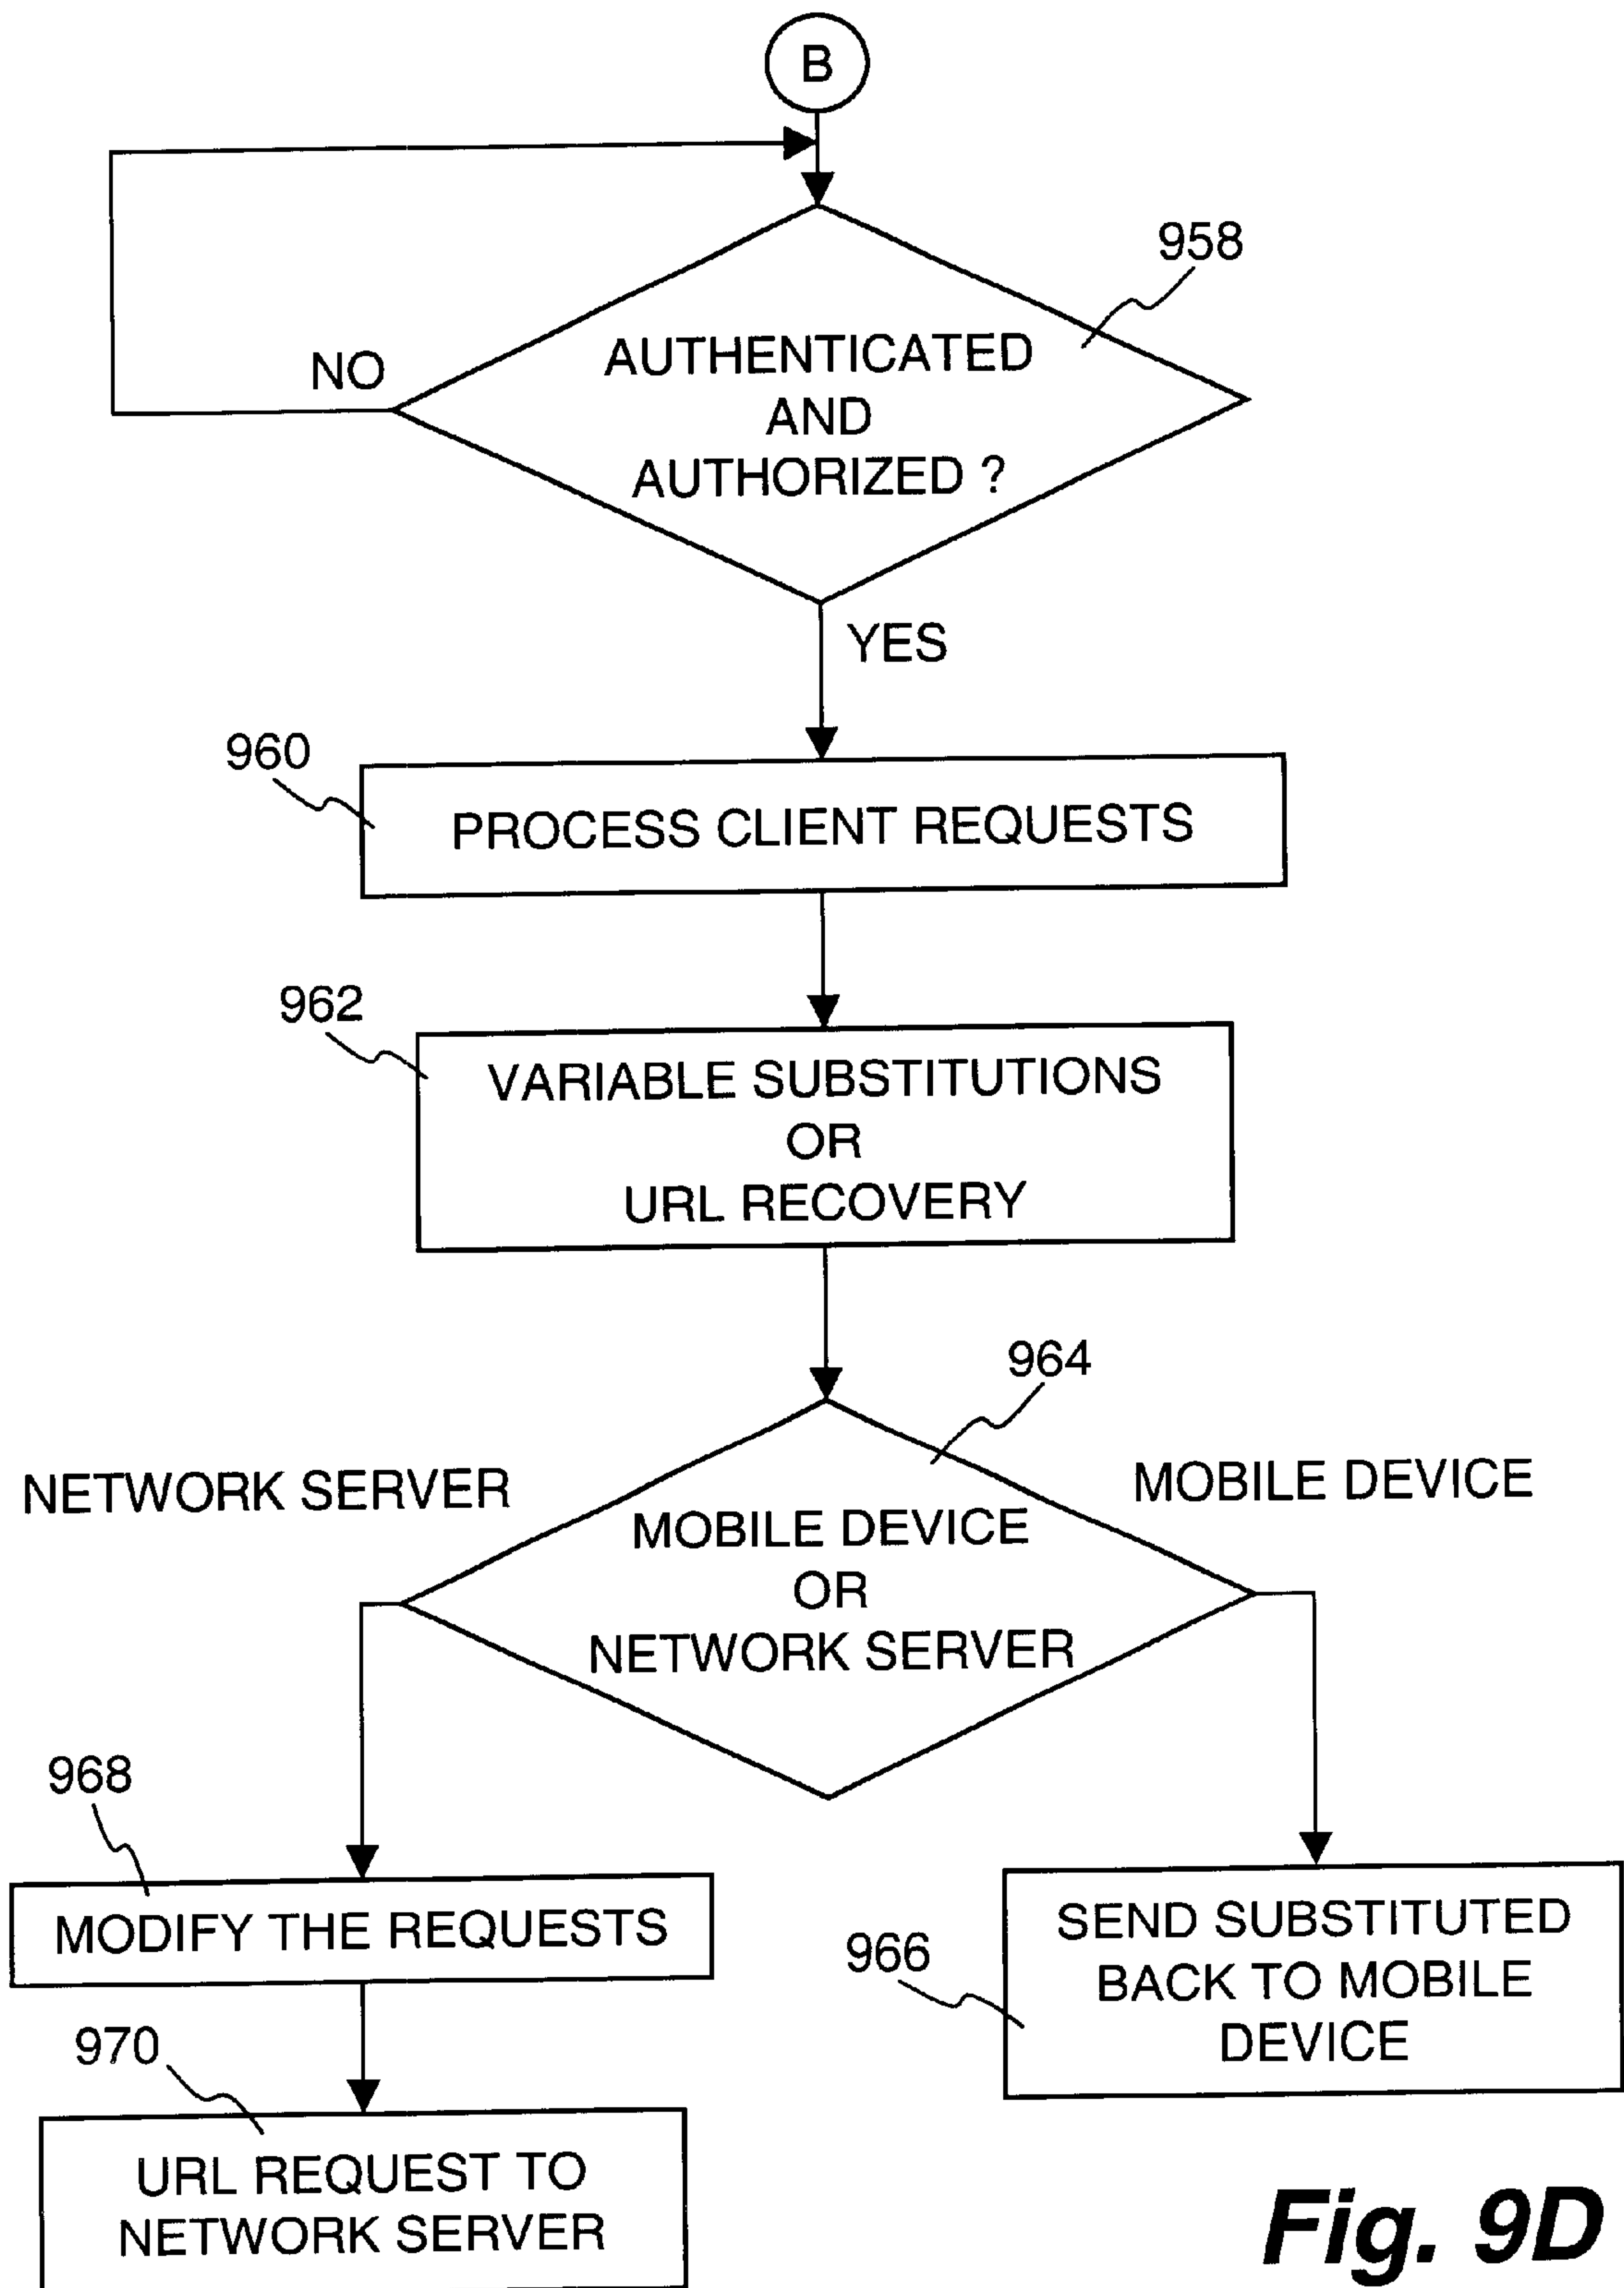 B
958
NO
AUTHENTICATED
AND
AUTHORIZED ?
YES
960
PROCESS CLIENT REQUESTS
962
VARIABLE SUBSTITUTIONS
OR
URL RECOVERY
964
NETWORK SERVER
MOBILE DEVICE
MOBILE DEVICE
OR
NETWORK SERVER
968
MODIFY THE REQUESTS
966
SEND SUBSTITUTED
BACK TO MOBILE
DEVICE
970
URL REQUEST TO
NETWORK SERVER
Fig. 9D